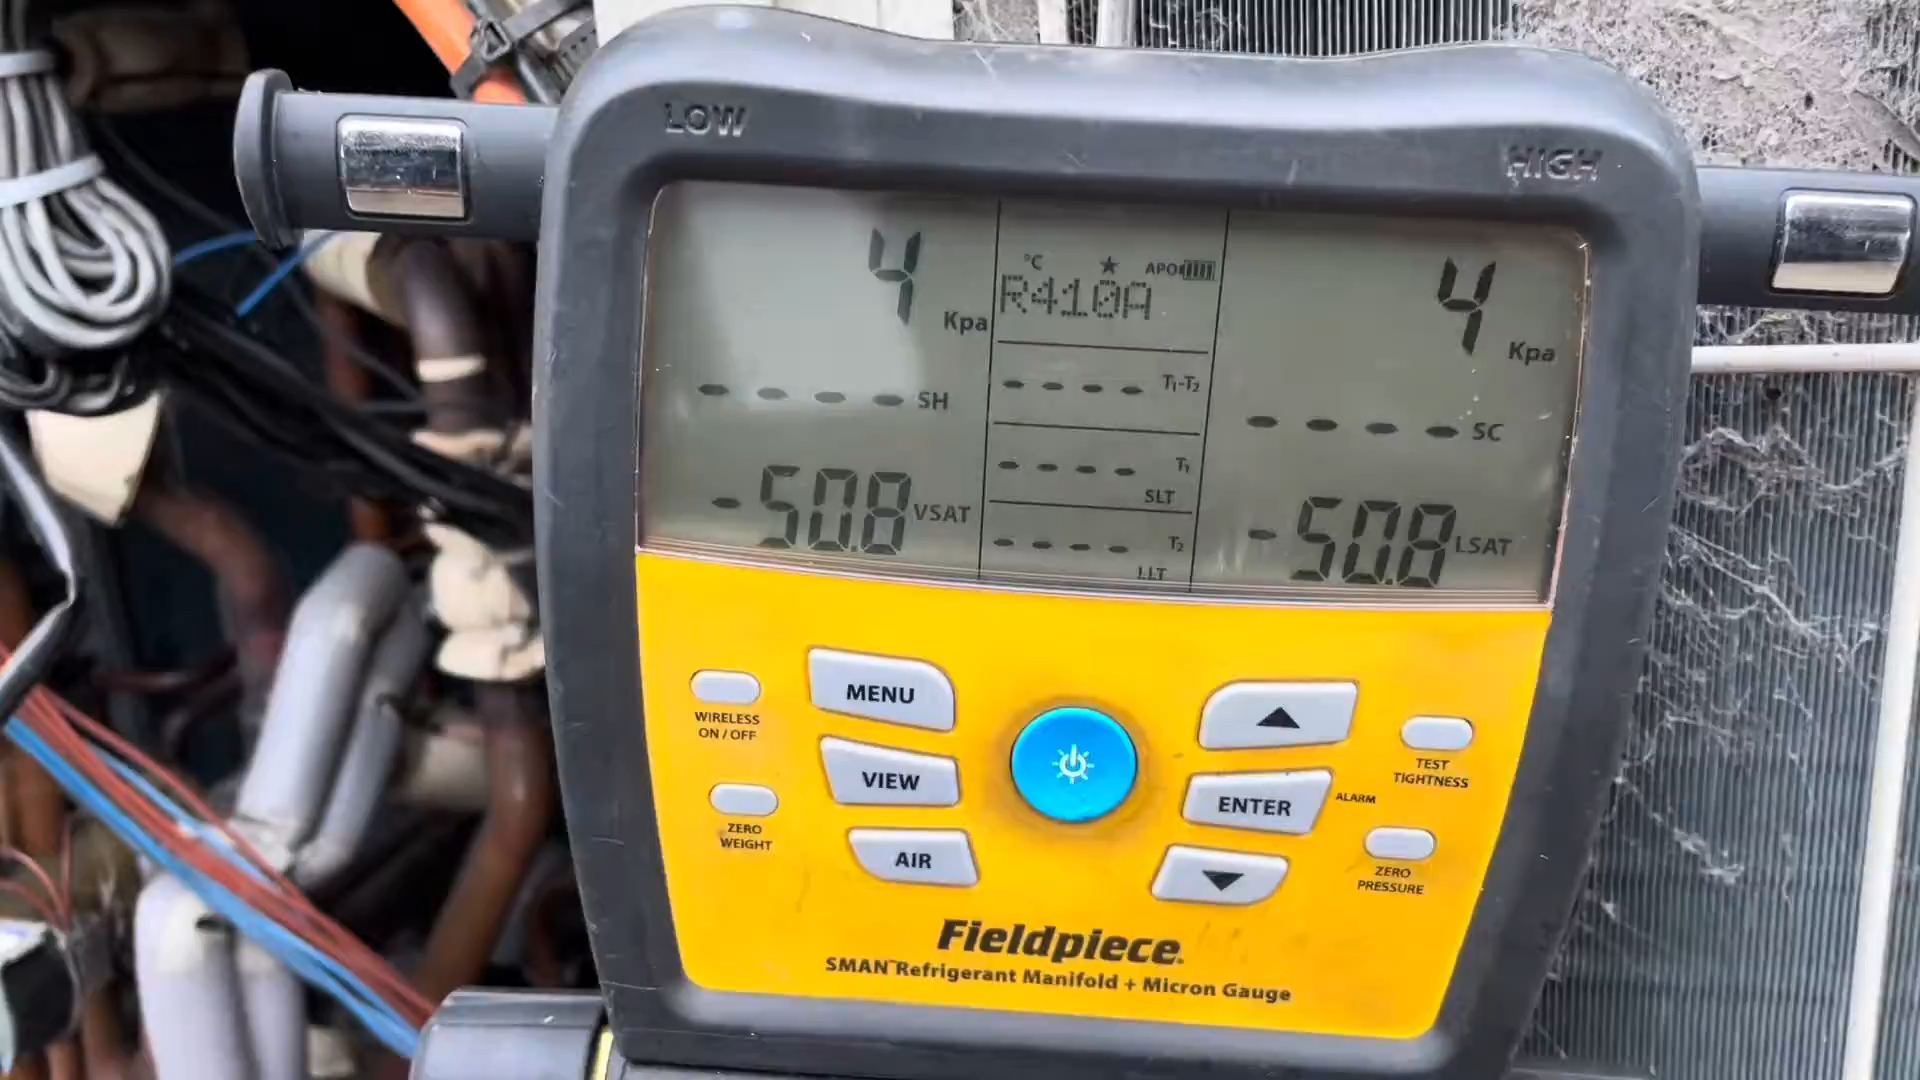 LOW
HIGH
4 Kpa
°C APO
R410A
4 Kpa
---- SH
---- T1-T2
---- SC
---- T1
SLT
-50.8 VSAT
---- T2
LLT
-50.8 LSAT
WIRELESS
ON / OFF
MENU
▲
TEST
TIGHTNESS
VIEW
ENTER
ALARM
ZERO
WEIGHT
AIR
▼
ZERO
PRESSURE
Fieldpiece
SMAN™ Refrigerant Manifold + Micron Gauge